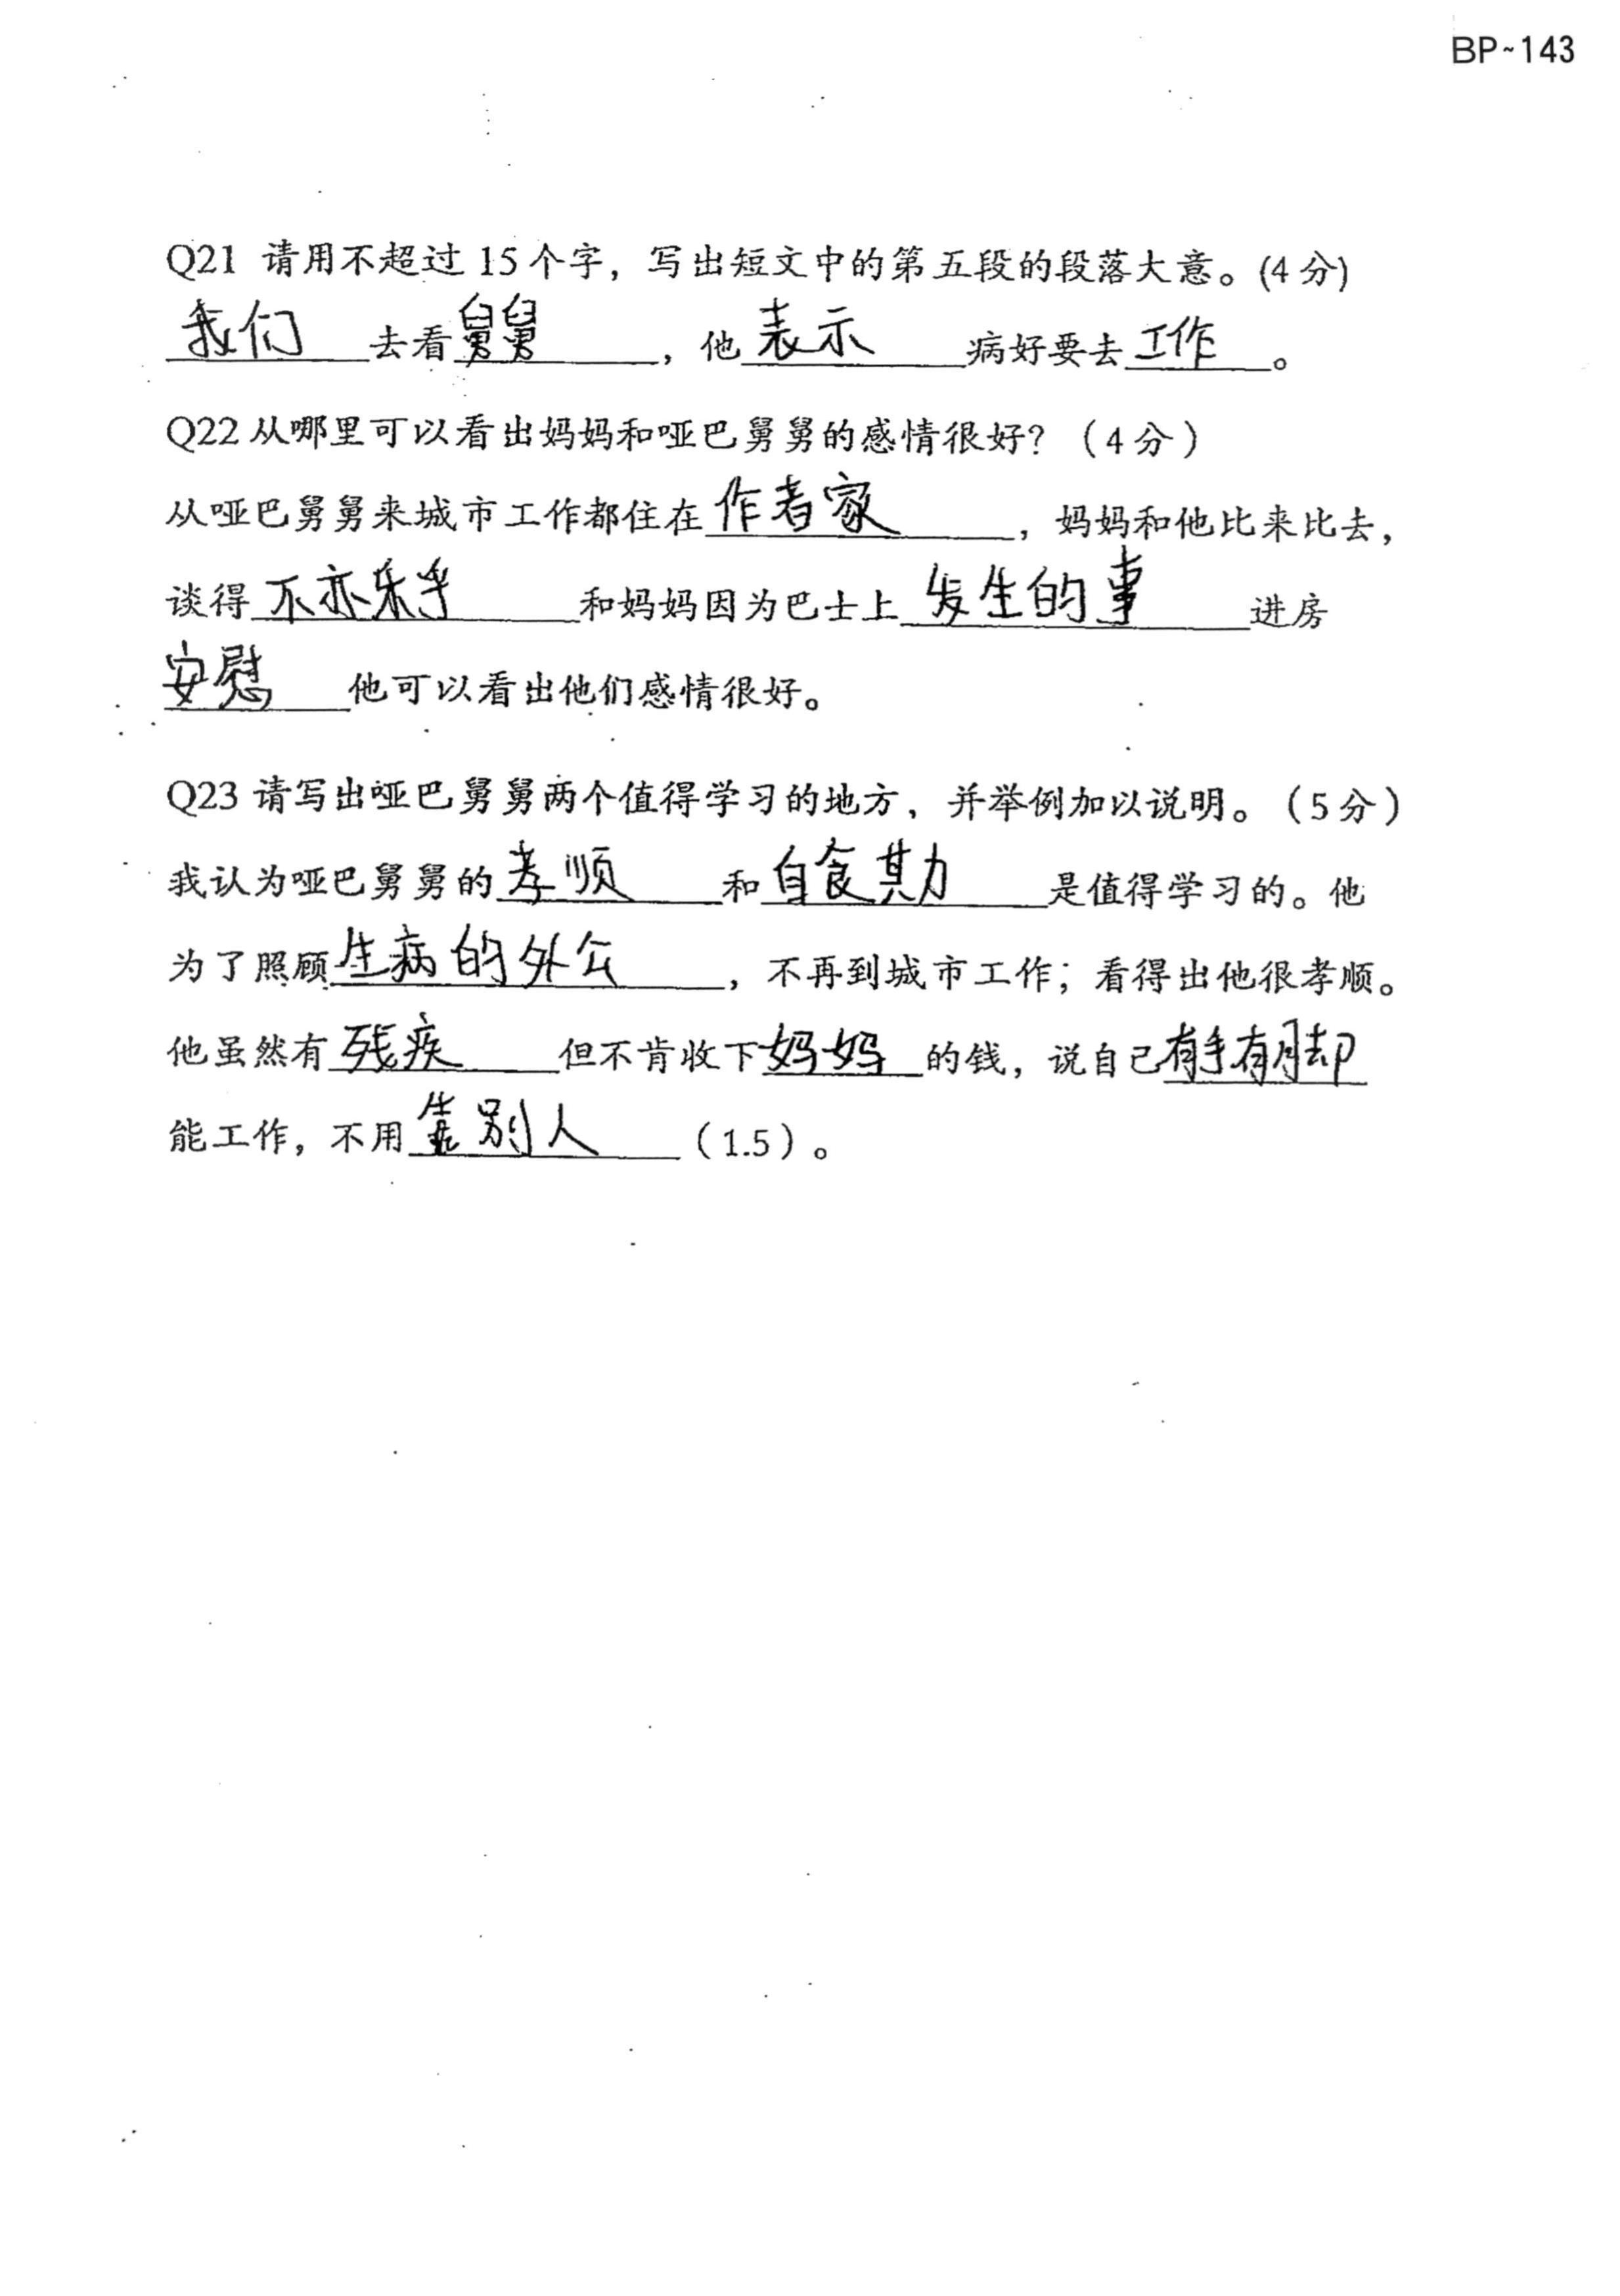 BP~143
Q21 请用不超过 15 个字，写出短文中的第五段的段落大意。(4 分)
我们去看舅舅，他表示病好要去工作。
Q22 从哪里可以看出妈妈和哑巴舅舅的感情很好？（4 分）
从哑巴舅舅来城市工作都住在作者家，妈妈和他比来比去，
谈得不亦乐乎和妈妈因为巴士上发生的事进房
安慰他可以看出他们感情很好。
Q23 请写出哑巴舅舅两个值得学习的地方，并举例加以说明。（5 分）
我认为哑巴舅舅的孝顺和自食其力是值得学习的。他
为了照顾生病的外公，不再到城市工作；看得出他很孝顺。
他虽然有残疾但不肯收下妈妈的钱，说自己有手有脚
能工作，不用靠别人（1.5）。